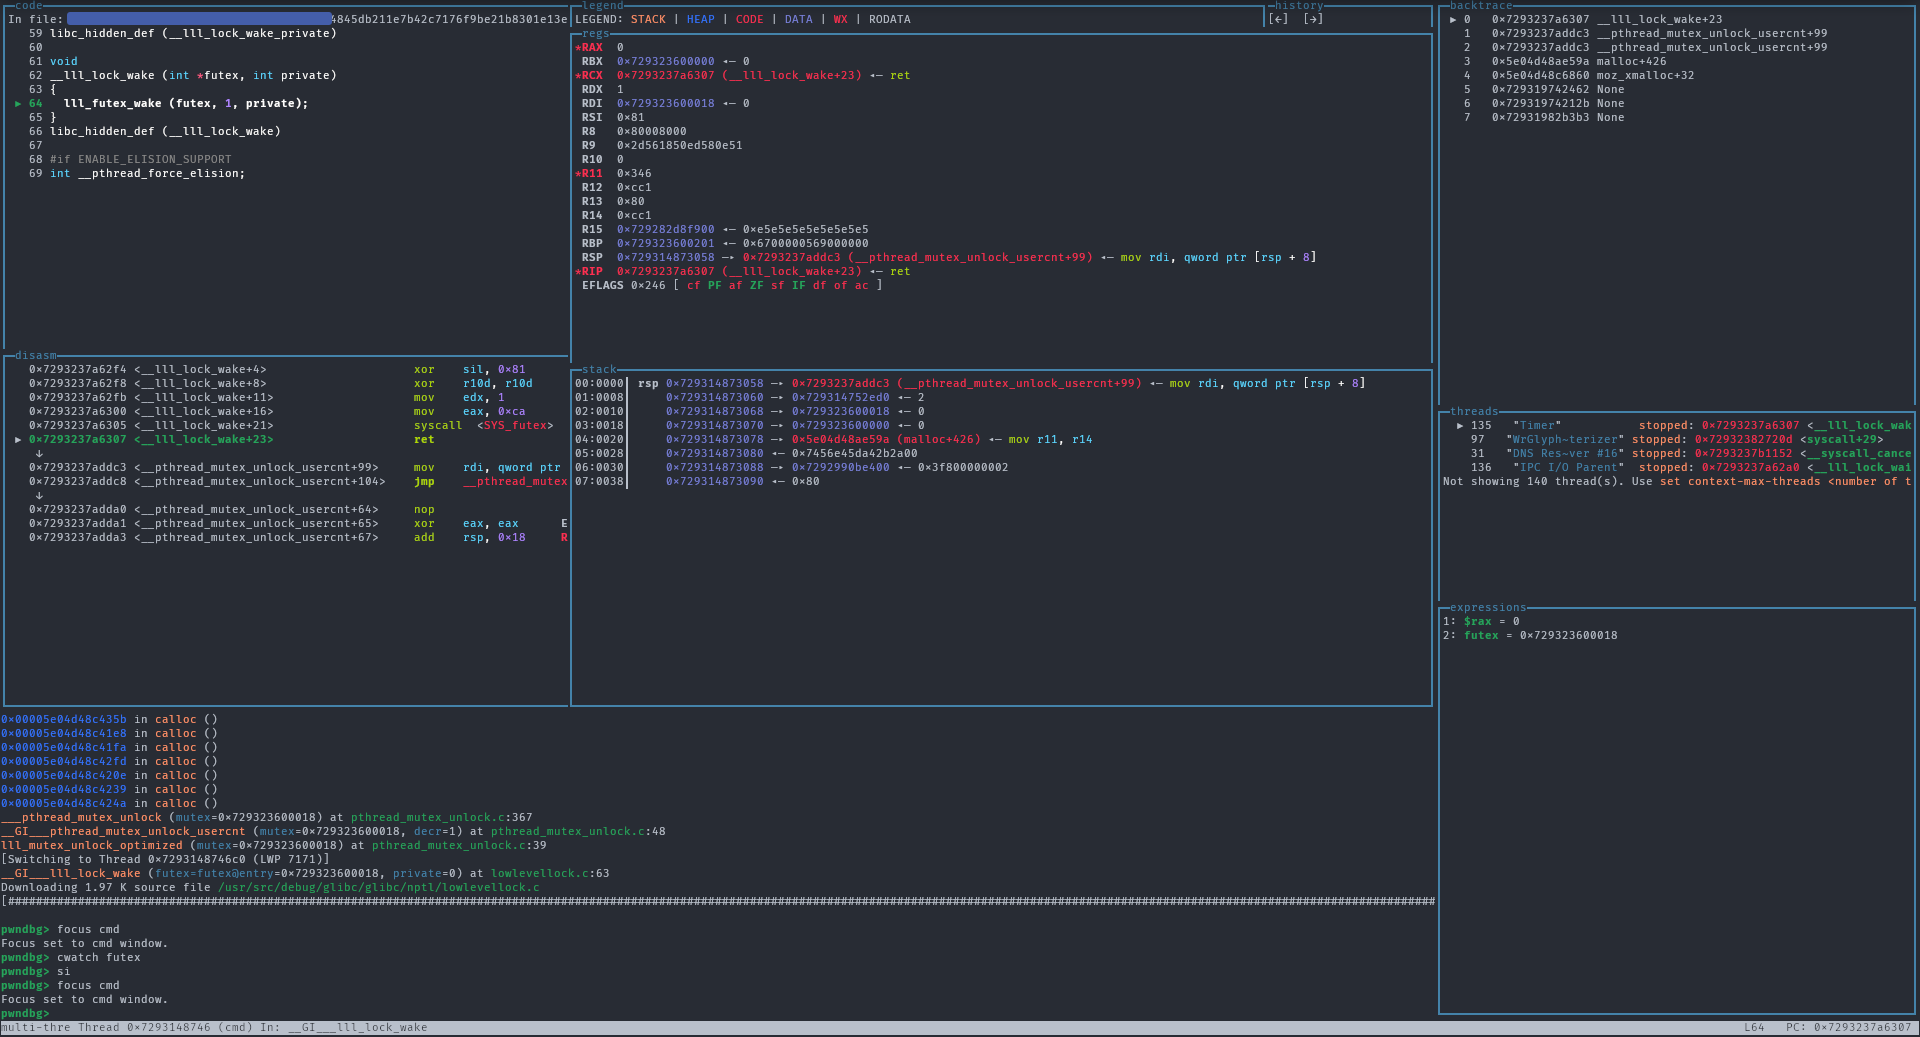 code
In file: 4845db211e7b42c7176f9be21b8301e13e
59 libc_hidden_def (__lll_lock_wake_private)
60
61 void
62 __lll_lock_wake (int *futex, int private)
63 {
► 64   lll_futex_wake (futex, 1, private);
65 }
66 libc_hidden_def (__lll_lock_wake)
67
68 #if ENABLE_ELISION_SUPPORT
69 int __pthread_force_elision;
disasm
0×7293237a62f4 <__lll_lock_wake+4> xor sil, 0×81
0×7293237a62f8 <__lll_lock_wake+8> xor r10d, r10d
0×7293237a62fb <__lll_lock_wake+11> mov edx, 1
0×7293237a6300 <__lll_lock_wake+16> mov eax, 0×ca
0×7293237a6305 <__lll_lock_wake+21> syscall <SYS_futex>
► 0×7293237a6307 <__lll_lock_wake+23> ret
↓
0×7293237addc3 <__pthread_mutex_unlock_usercnt+99> mov rdi, qword ptr
0×7293237addc8 <__pthread_mutex_unlock_usercnt+104> jmp __pthread_mutex
↓
0×7293237adda0 <__pthread_mutex_unlock_usercnt+64> nop
0×7293237adda1 <__pthread_mutex_unlock_usercnt+65> xor eax, eax E
0×7293237adda3 <__pthread_mutex_unlock_usercnt+67> add rsp, 0×18 R
legend
LEGEND: STACK | HEAP | CODE | DATA | WX | RODATA
history
[←] [→]
regs
*RAX 0
RBX 0×729323600000 ◂— 0
*RCX 0×7293237a6307 (__lll_lock_wake+23) ◂— ret
RDX 1
RDI 0×729323600018 ◂— 0
RSI 0×81
R8 0×80008000
R9 0×2d561850ed580e51
R10 0
*R11 0×346
R12 0×cc1
R13 0×80
R14 0×cc1
R15 0×729282d8f900 ◂— 0×e5e5e5e5e5e5e5e5
RBP 0×729323600201 ◂— 0×6700000569000000
RSP 0×729314873058 —▸ 0×7293237addc3 (__pthread_mutex_unlock_usercnt+99) ◂— mov rdi, qword ptr [rsp + 8]
*RIP 0×7293237a6307 (__lll_lock_wake+23) ◂— ret
EFLAGS 0×246 [ cf PF af ZF sf IF df of ac ]
stack
00:0000│ rsp 0×729314873058 —▸ 0×7293237addc3 (__pthread_mutex_unlock_usercnt+99) ◂— mov rdi, qword ptr [rsp + 8]
01:0008│ 0×729314873060 —▸ 0×729314752ed0 ◂— 2
02:0010│ 0×729314873068 —▸ 0×729323600018 ◂— 0
03:0018│ 0×729314873070 —▸ 0×729323600000 ◂— 0
04:0020│ 0×729314873078 —▸ 0×5e04d48ae59a (malloc+426) ◂— mov r11, r14
05:0028│ 0×729314873080 ◂— 0×7456e45da42b2a00
06:0030│ 0×729314873088 —▸ 0×7292990be400 ◂— 0×3f800000002
07:0038│ 0×729314873090 ◂— 0×80
backtrace
► 0 0×7293237a6307 __lll_lock_wake+23
1 0×7293237addc3 __pthread_mutex_unlock_usercnt+99
2 0×7293237addc3 __pthread_mutex_unlock_usercnt+99
3 0×5e04d48ae59a malloc+426
4 0×5e04d48c6860 moz_xmalloc+32
5 0×729319742462 None
6 0×72931974212b None
7 0×72931982b3b3 None
threads
► 135 "Timer" stopped: 0×7293237a6307 <__lll_lock_wak
97 "WrGlyph~terizer" stopped: 0×72932382720d <syscall+29>
31 "DNS Res~ver #16" stopped: 0×7293237b1152 <__syscall_cance
136 "IPC I/O Parent" stopped: 0×7293237a62a0 <__lll_lock_wai
Not showing 140 thread(s). Use set context-max-threads <number of t
expressions
1: $rax = 0
2: futex = 0×729323600018
0×00005e04d48c435b in calloc ()
0×00005e04d48c41e8 in calloc ()
0×00005e04d48c41fa in calloc ()
0×00005e04d48c42fd in calloc ()
0×00005e04d48c420e in calloc ()
0×00005e04d48c4239 in calloc ()
0×00005e04d48c424a in calloc ()
___pthread_mutex_unlock (mutex=0×729323600018) at pthread_mutex_unlock.c:367
__GI___pthread_mutex_unlock_usercnt (mutex=0×729323600018, decr=1) at pthread_mutex_unlock.c:48
lll_mutex_unlock_optimized (mutex=0×729323600018) at pthread_mutex_unlock.c:39
[Switching to Thread 0×7293148746c0 (LWP 7171)]
__GI___lll_lock_wake (futex=futex@entry=0×729323600018, private=0) at lowlevellock.c:63
Downloading 1.97 K source file /usr/src/debug/glibc/glibc/nptl/lowlevellock.c
[############################################################################################################################################################################################################
pwndbg> focus cmd
Focus set to cmd window.
pwndbg> cwatch futex
pwndbg> si
pwndbg> focus cmd
Focus set to cmd window.
pwndbg>
multi-thre Thread 0×7293148746 (cmd) In: __GI___lll_lock_wake L64 PC: 0×7293237a6307